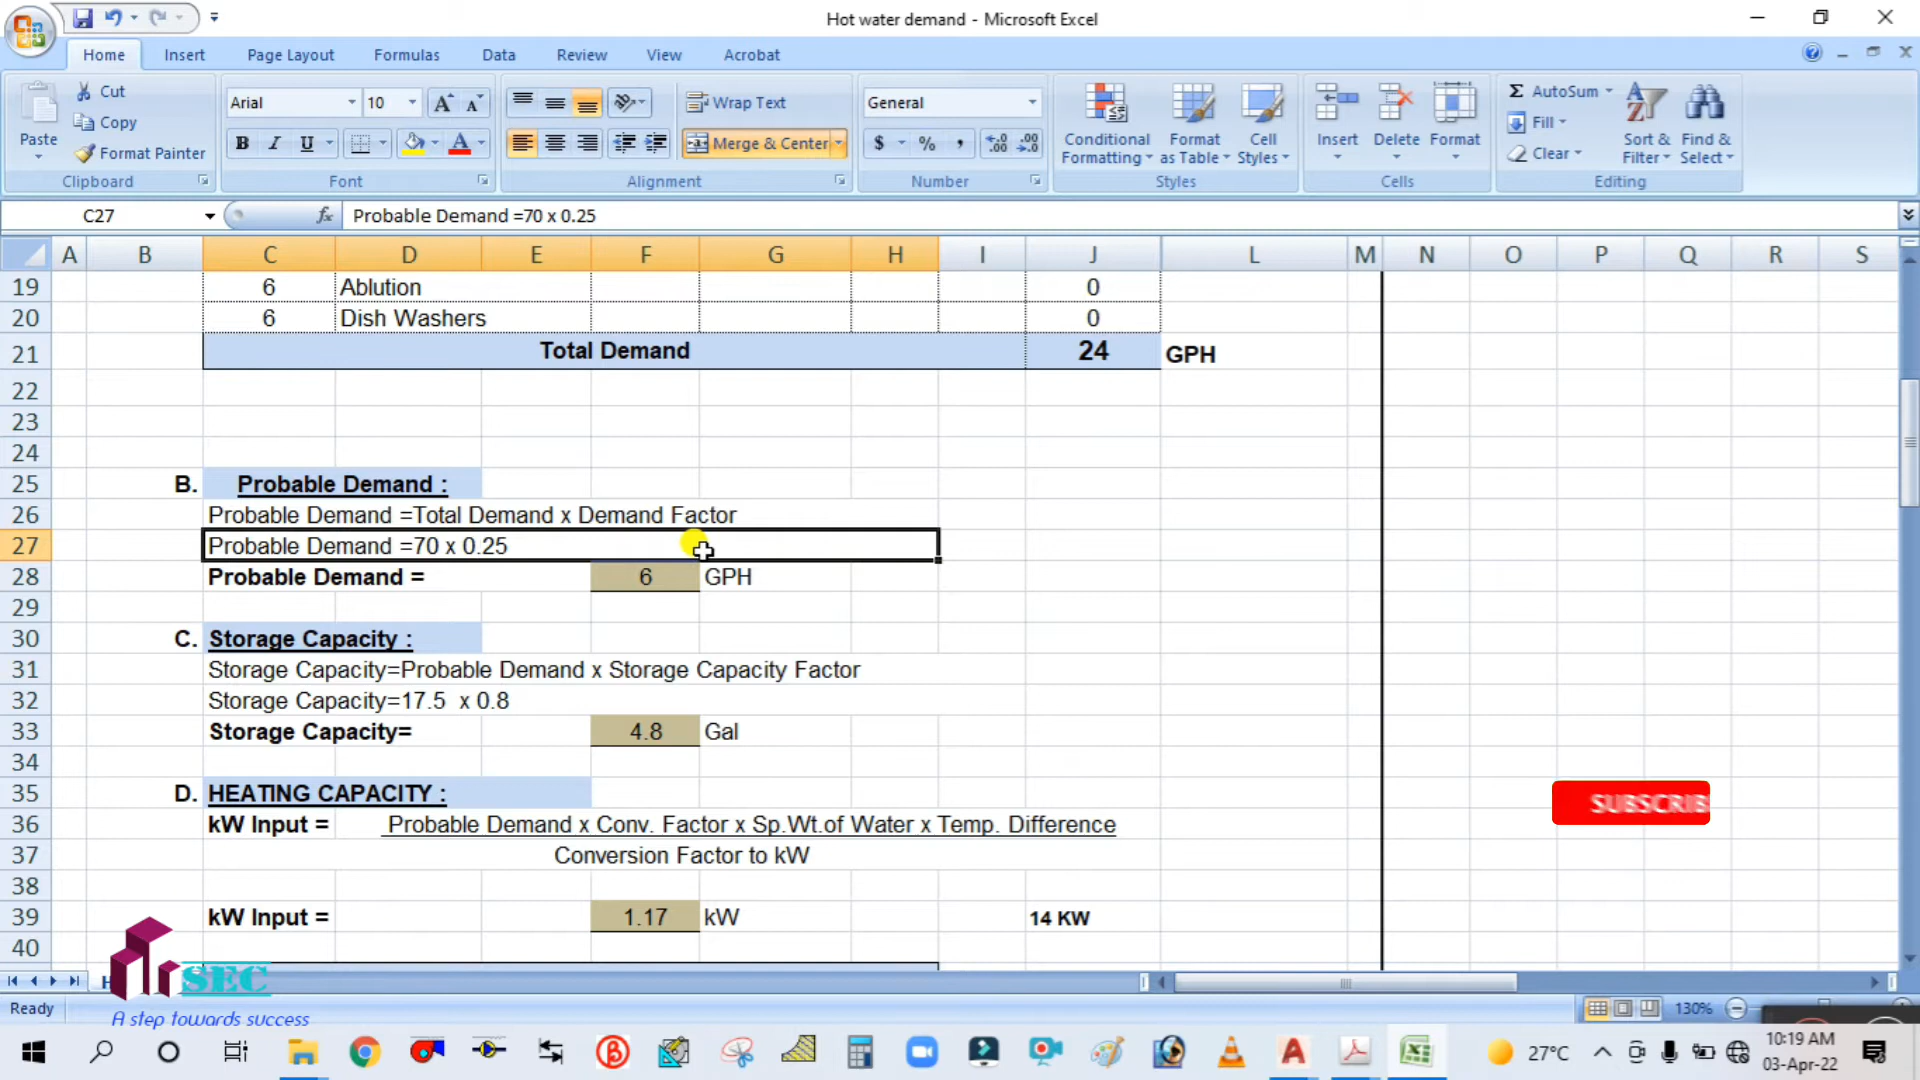 Hot water demand - Microsoft Excel
Home Insert Page Layout Formulas Data Review View Acrobat
Paste
Cut
Copy
Format Painter
Clipboard
Arial 10
Font
Wrap Text
Merge & Center
Alignment
General
Number
Conditional Formatting
Format as Table
Cell Styles
Styles
Insert Delete Format
Cells
AutoSum
Fill
Clear
Sort & Filter
Find & Select
Editing
C27 fx Probable Demand =70 x 0.25
A B C D E F G H I J L M N O P Q R S
19 6 Ablution 0
20 6 Dish Washers 0
21 Total Demand 24 GPH
22
23
24
25 B. Probable Demand :
26 Probable Demand =Total Demand x Demand Factor
27 Probable Demand =70 x 0.25
28 Probable Demand = 6 GPH
29
30 C. Storage Capacity :
31 Storage Capacity=Probable Demand x Storage Capacity Factor
32 Storage Capacity=17.5 x 0.8
33 Storage Capacity= 4.8 Gal
34
35 D. HEATING CAPACITY :
36 kW Input = Probable Demand x Conv. Factor x Sp.Wt.of Water x Temp. Difference
37 Conversion Factor to kW
38
39 kW Input = 1.17 kW 14 KW
40
SUBSCRIB
SEC
A step towards success
Ready
130%
27°C
10:19 AM
03-Apr-22